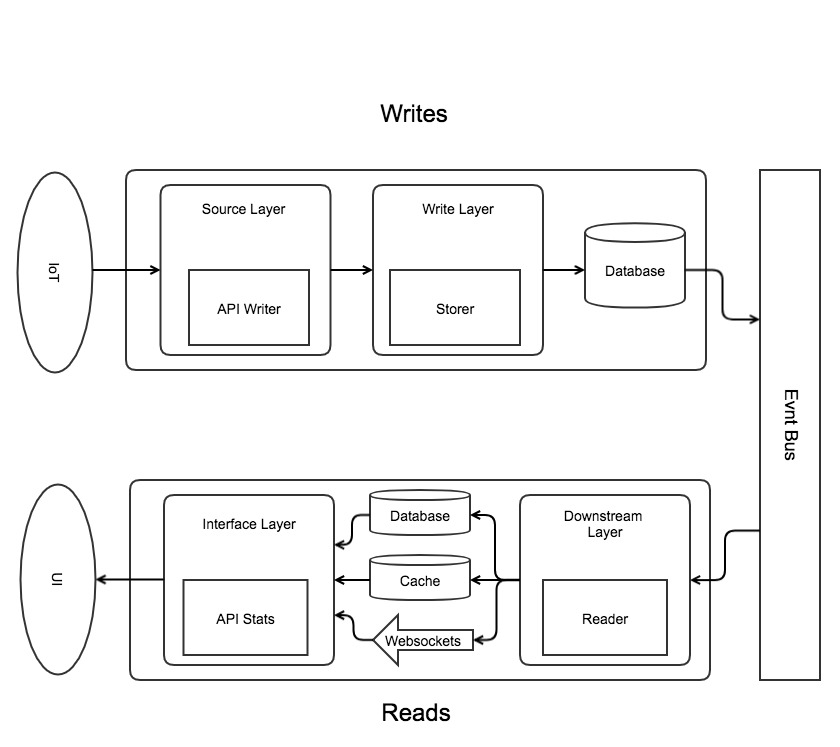 Writes
Source Layer
Write Layer
IoT
API Writer
Storer
Database
Evnt Bus
Interface Layer
Database
Downstream
Layer
Cache
UI
API Stats
Websockets
Reader
Reads